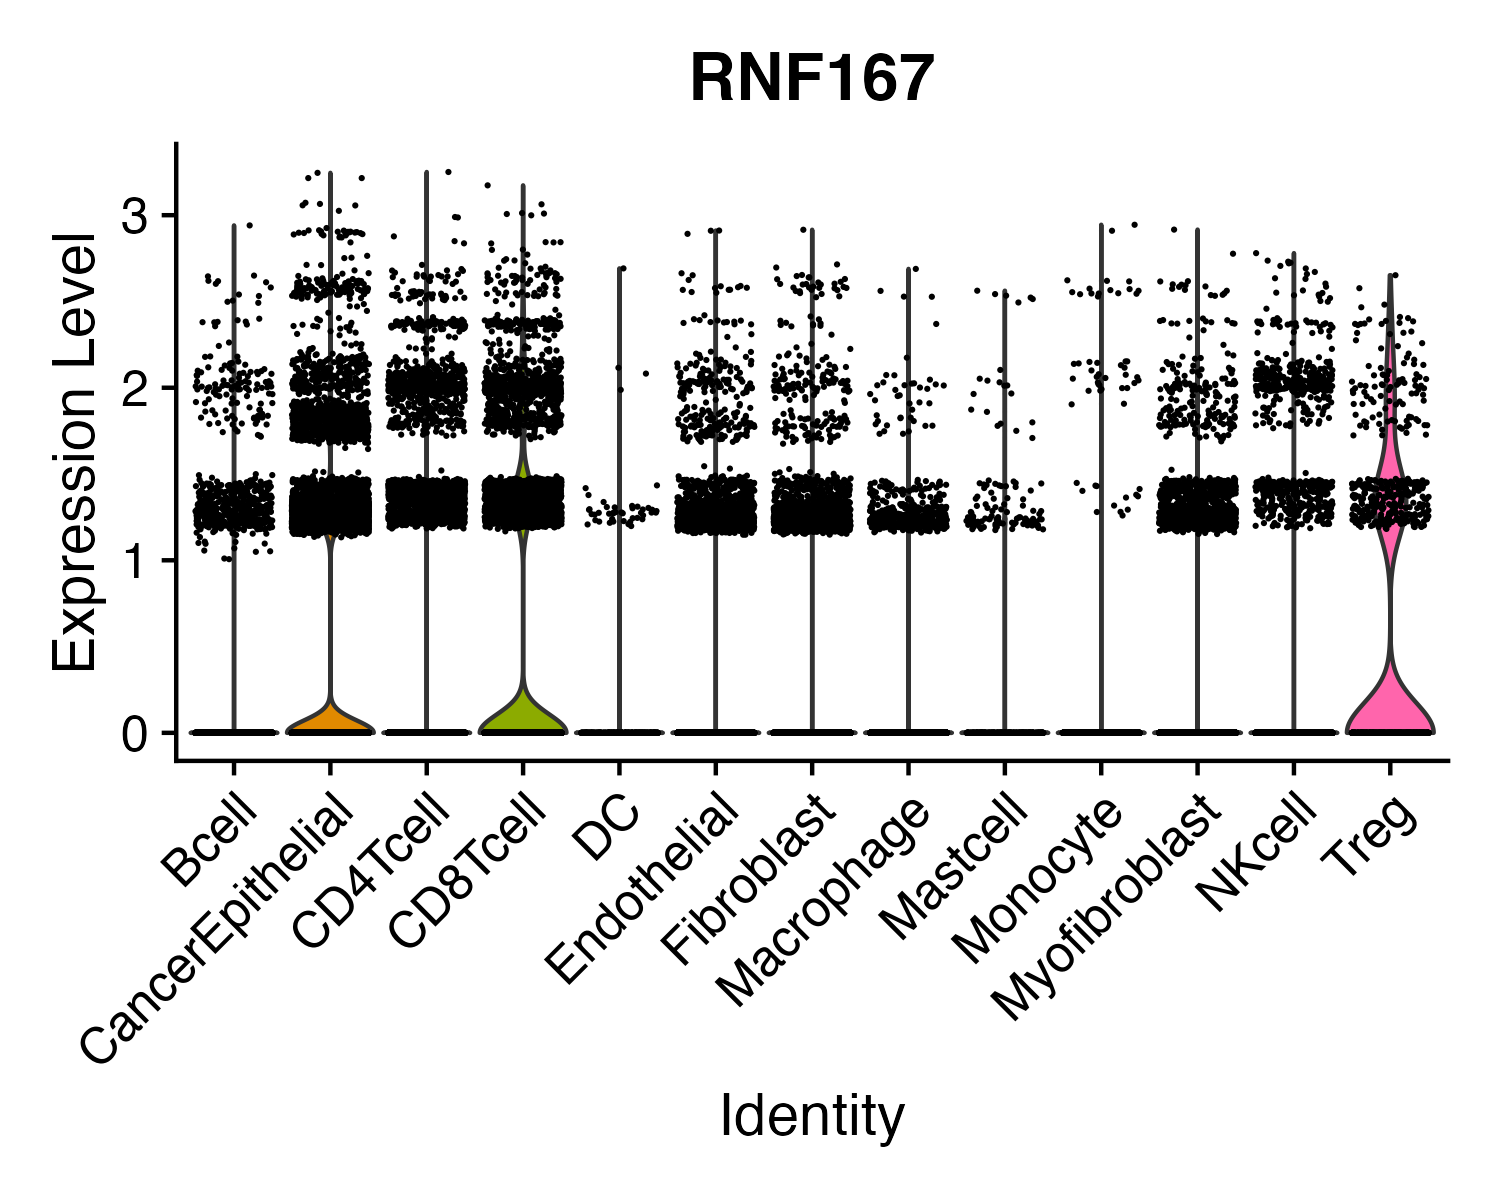 RNF167
Expression Level
3
2
1
0
Bcell
CancerEpithelial
CD4Tcell
CD8Tcell
DC
Endothelial
Fibroblast
Macrophage
Mastcell
Monocyte
Myofibroblast
NKcell
Treg
Identity